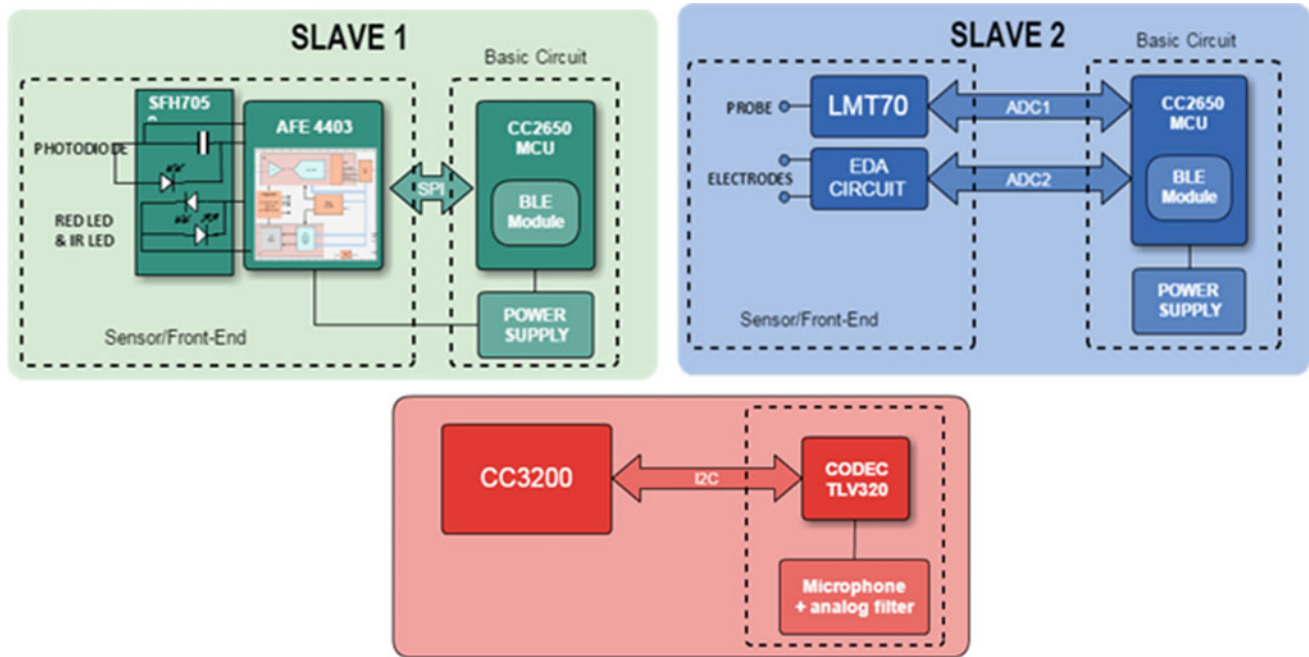 SLAVE 1
Basic Circuit
SFH705
AFE 4403
CC2650
MCU
PHOTODIODE
SPI
BLE
Module
RED LED
& IR LED
POWER
SUPPLY
Sensor/Front-End
SLAVE 2
Basic Circuit
PROBE
LMT70
ADC1
CC2650
MCU
ELECTRODES
EDA
CIRCUIT
ADC2
BLE
Module
POWER
SUPPLY
Sensor/Front-End
CC3200
I2C
CODEC
TLV320
Microphone
+ analog filter